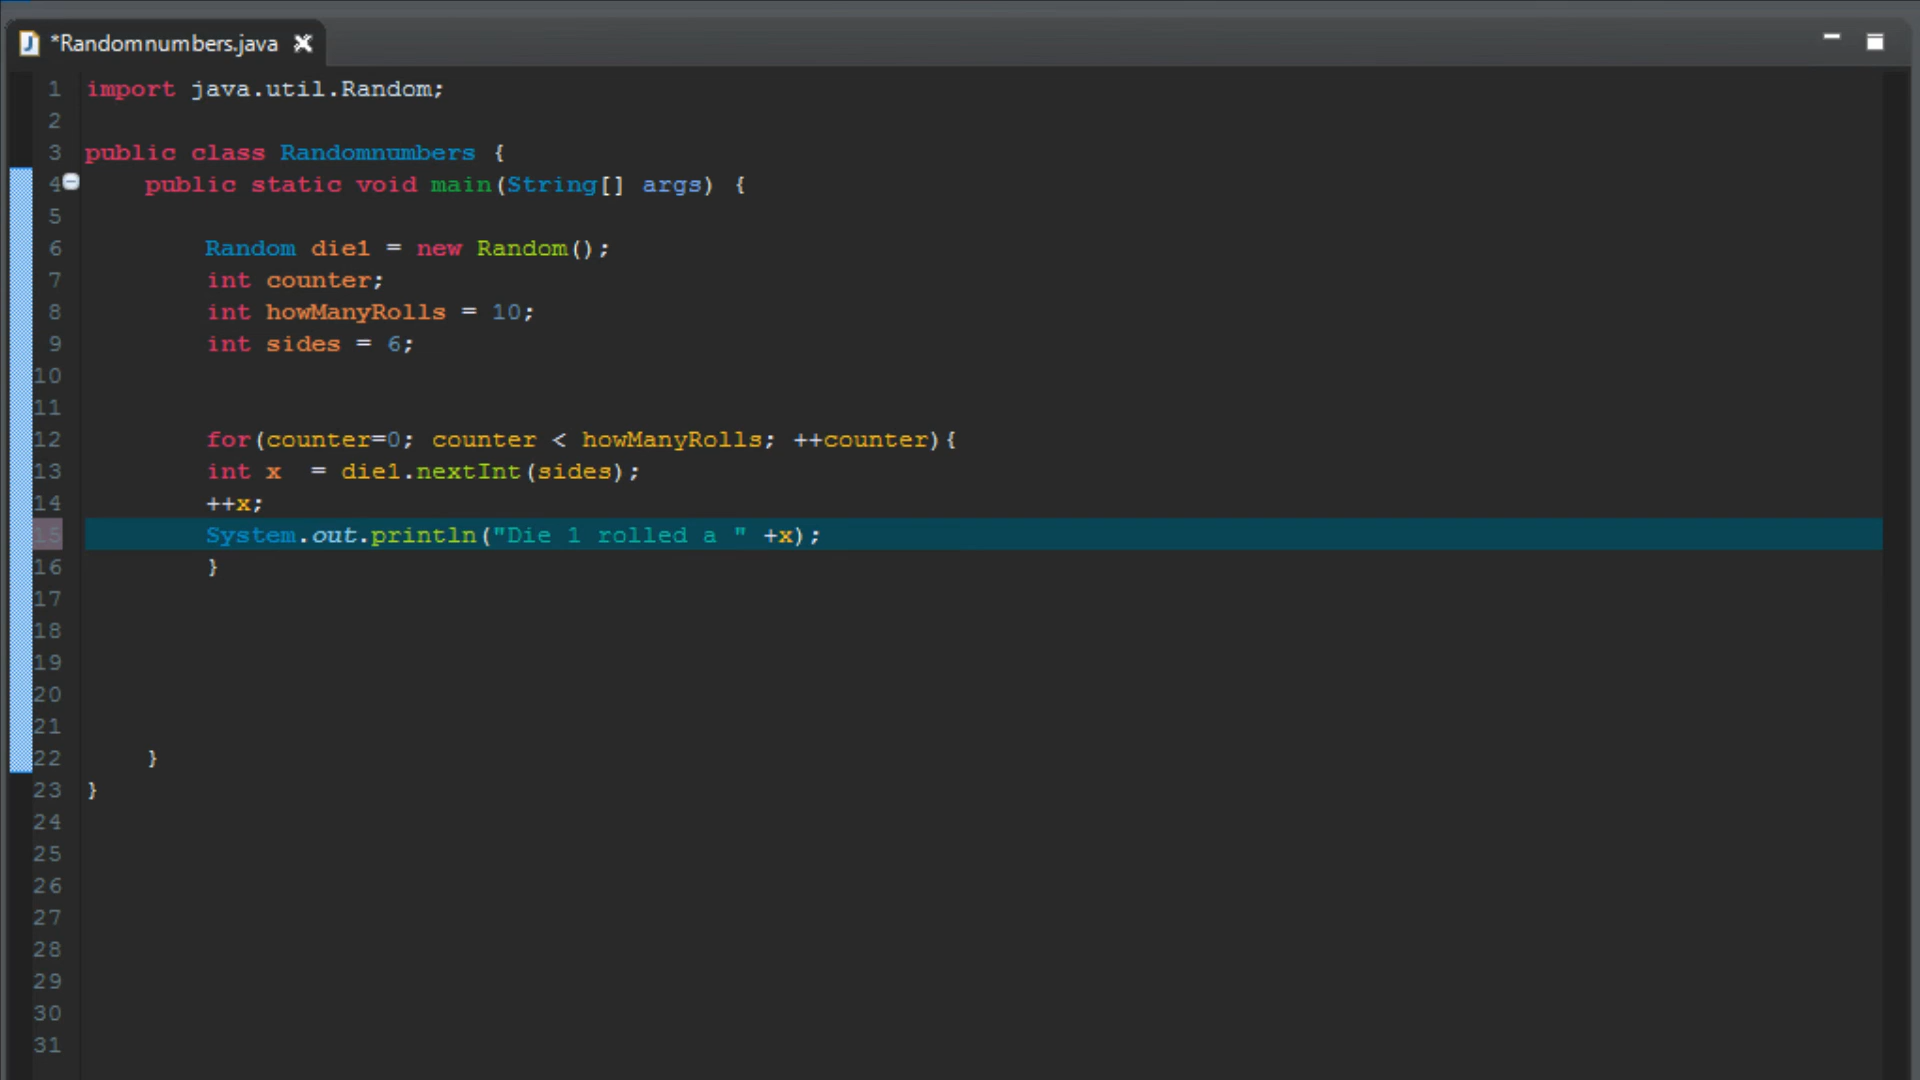 *Randomnumbers.java
1 import java.util.Random;
2
3 public class Randomnumbers {
4 public static void main(String[] args) {
5
6 Random die1 = new Random();
7 int counter;
8 int howManyRolls = 10;
9 int sides = 6;
10
11
12 for(counter=0; counter < howManyRolls; ++counter){
13 int x  = die1.nextInt(sides);
14 ++x;
15 System.out.println("Die 1 rolled a " +x);
16 }
17
18
19
20
21
22 }
23 }
24
25
26
27
28
29
30
31